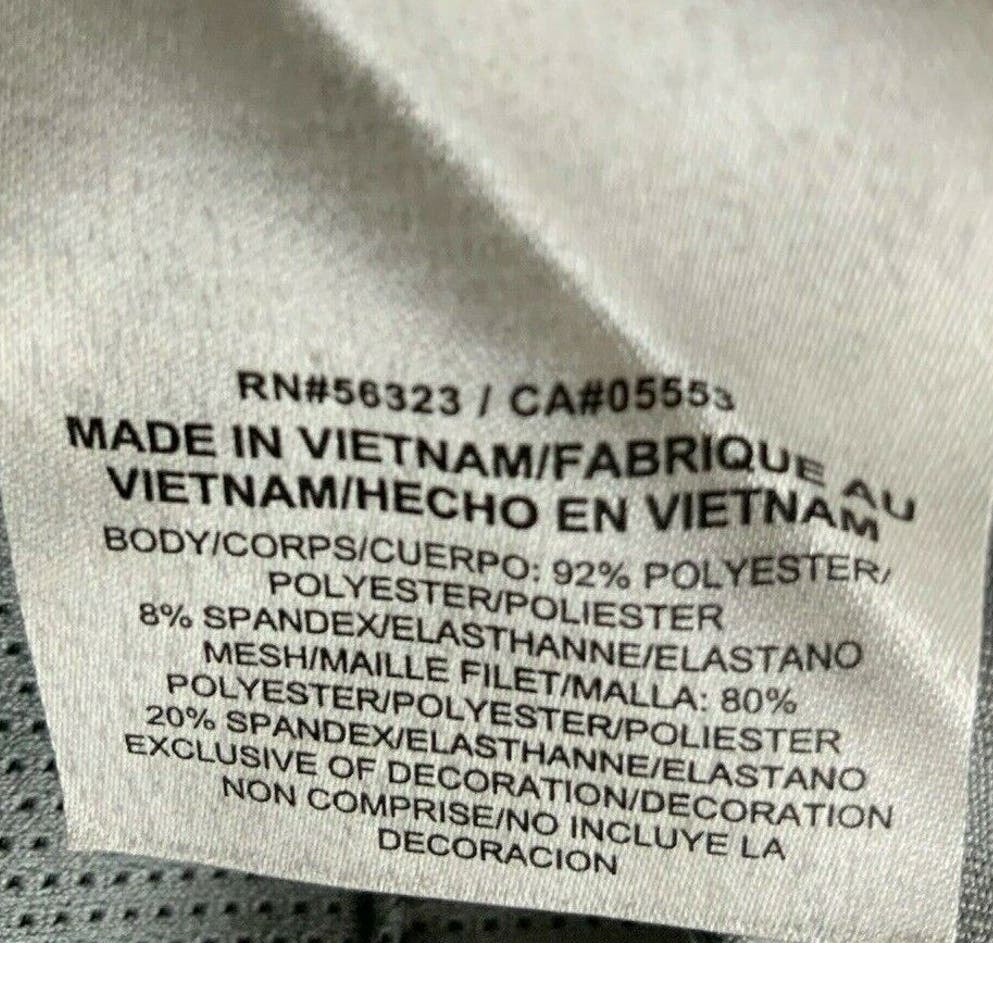 RN#56323 / CA#05553
MADE IN VIETNAM/FABRIQUE AU
VIETNAM/HECHO EN VIETNAM
BODY/CORPS/CUERPO: 92% POLYESTER/
POLYESTER/POLIESTER
8% SPANDEX/ELASTHANNE/ELASTANO
MESH/MAILLE FILET/MALLA: 80%
POLYESTER/POLYESTER/POLIESTER
20% SPANDEX/ELASTHANNE/ELASTANO
EXCLUSIVE OF DECORATION/DECORATION
NON COMPRISE/NO INCLUYE LA
DECORACION